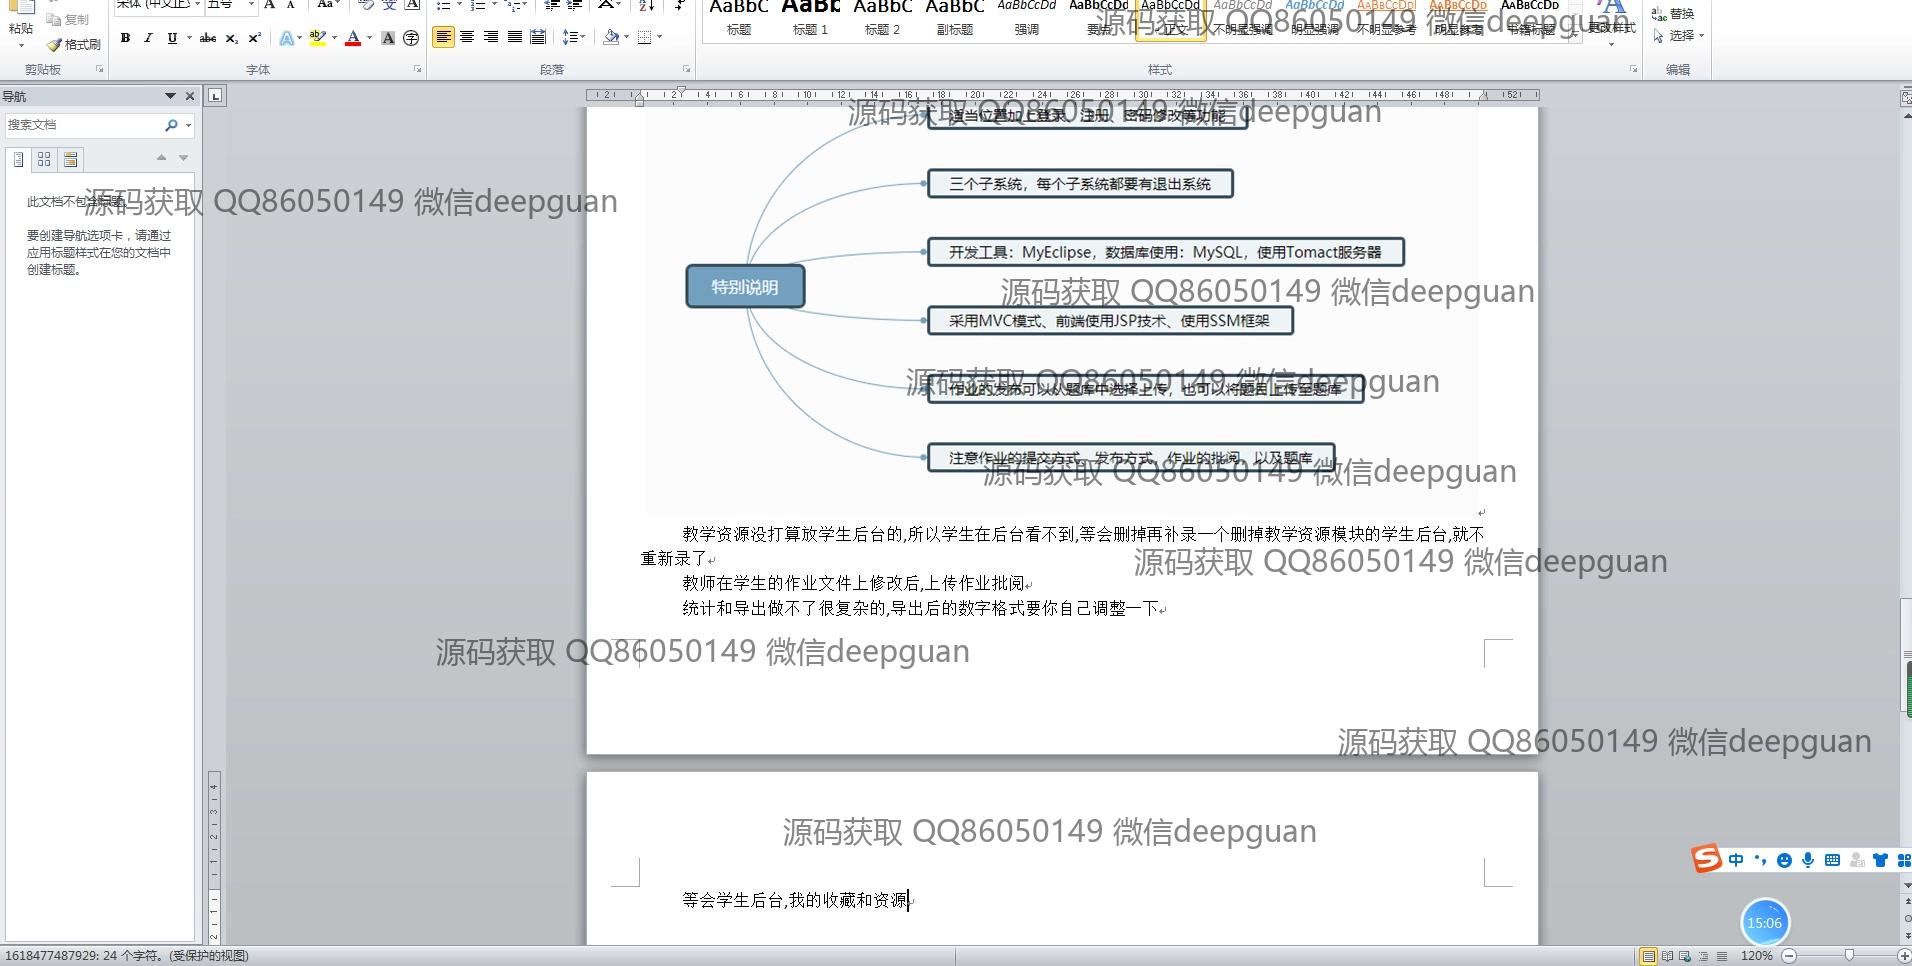 宋体 (中文正
五号
Aa
A
AaBbC
AaBb
AaBbC
AaBbC
AaBbCcDd
AaBbCcDd
AaBbCcDd
AaBbCcDd
AaBbCcDd
AaBbCcDd
AaBbCcDd
AaBbCcDd
粘贴
复制
格式刷
B I U abc x₂ x² A A A 字
标题
标题 1
标题 2
副标题
强调
要点
正文
不明显强调
明显强调
不明显参考
明显参考
书籍标题
更改样式
替换
选择
源码获取 QQ86050149 微信deepguan
剪贴板
字体
段落
样式
编辑
导航
搜索文档
此文档不包含标题。
要创建导航选项卡，请通过
应用标题样式在您的文档中
创建标题。
源码获取 QQ86050149 微信deepguan
适当位置加上登录、注册、密码修改等功能
源码获取 QQ86050149 微信deepguan
三个子系统，每个子系统都要有退出系统
开发工具：MyEclipse，数据库使用：MySQL，使用Tomact服务器
特别说明
源码获取 QQ86050149 微信deepguan
采用MVC模式、前端使用JSP技术、使用SSM框架
作业的发布可以从题库中选择上传，也可以将题目上传至题库
源码获取 QQ86050149 微信deepguan
注意作业的提交方式、发布方式、作业的批阅、以及题库
源码获取 QQ86050149 微信deepguan
教学资源没打算放学生后台的,所以学生在后台看不到,等会删掉再补录一个删掉教学资源模块的学生后台,就不
重新录了
源码获取 QQ86050149 微信deepguan
教师在学生的作业文件上修改后,上传作业批阅
统计和导出做不了很复杂的,导出后的数字格式要你自己调整一下
源码获取 QQ86050149 微信deepguan
源码获取 QQ86050149 微信deepguan
源码获取 QQ86050149 微信deepguan
等会学生后台,我的收藏和资源
中
15:06
1618477487929: 24 个字符。(受保护的视图)
120%